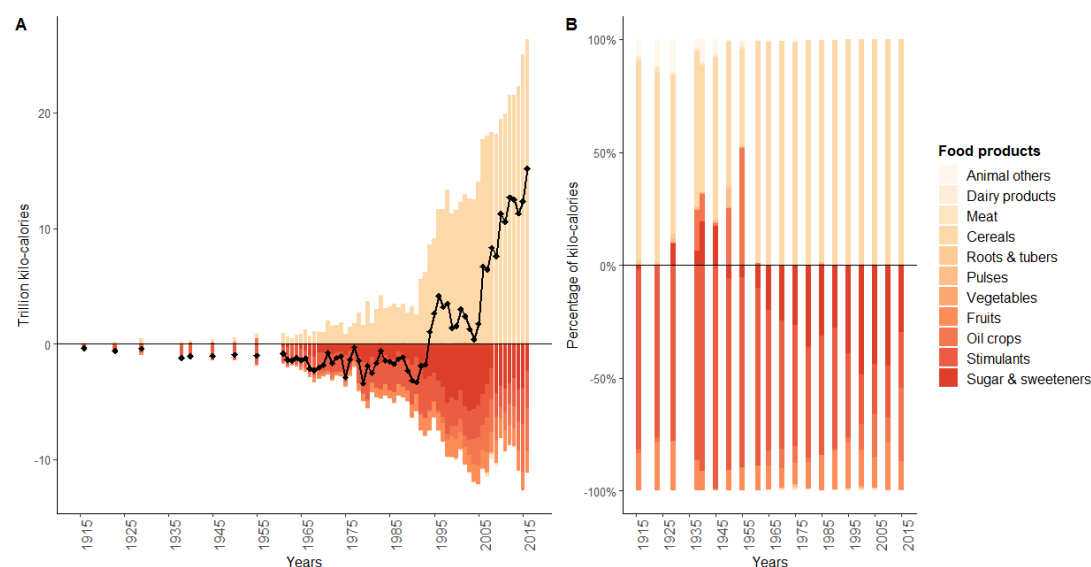 A
B
Trillion kilo-calories
20
10
0
-10
1915
1925
1935
1945
1955
1965
1975
1985
1995
2005
2015
Years
Percentage of kilo-calories
100%
50%
0%
-50%
-100%
1915
1925
1935
1945
1955
1965
1975
1985
1995
2005
2015
Years
Food products
Animal others
Dairy products
Meat
Cereals
Roots & tubers
Pulses
Vegetables
Fruits
Oil crops
Stimulants
Sugar & sweeteners